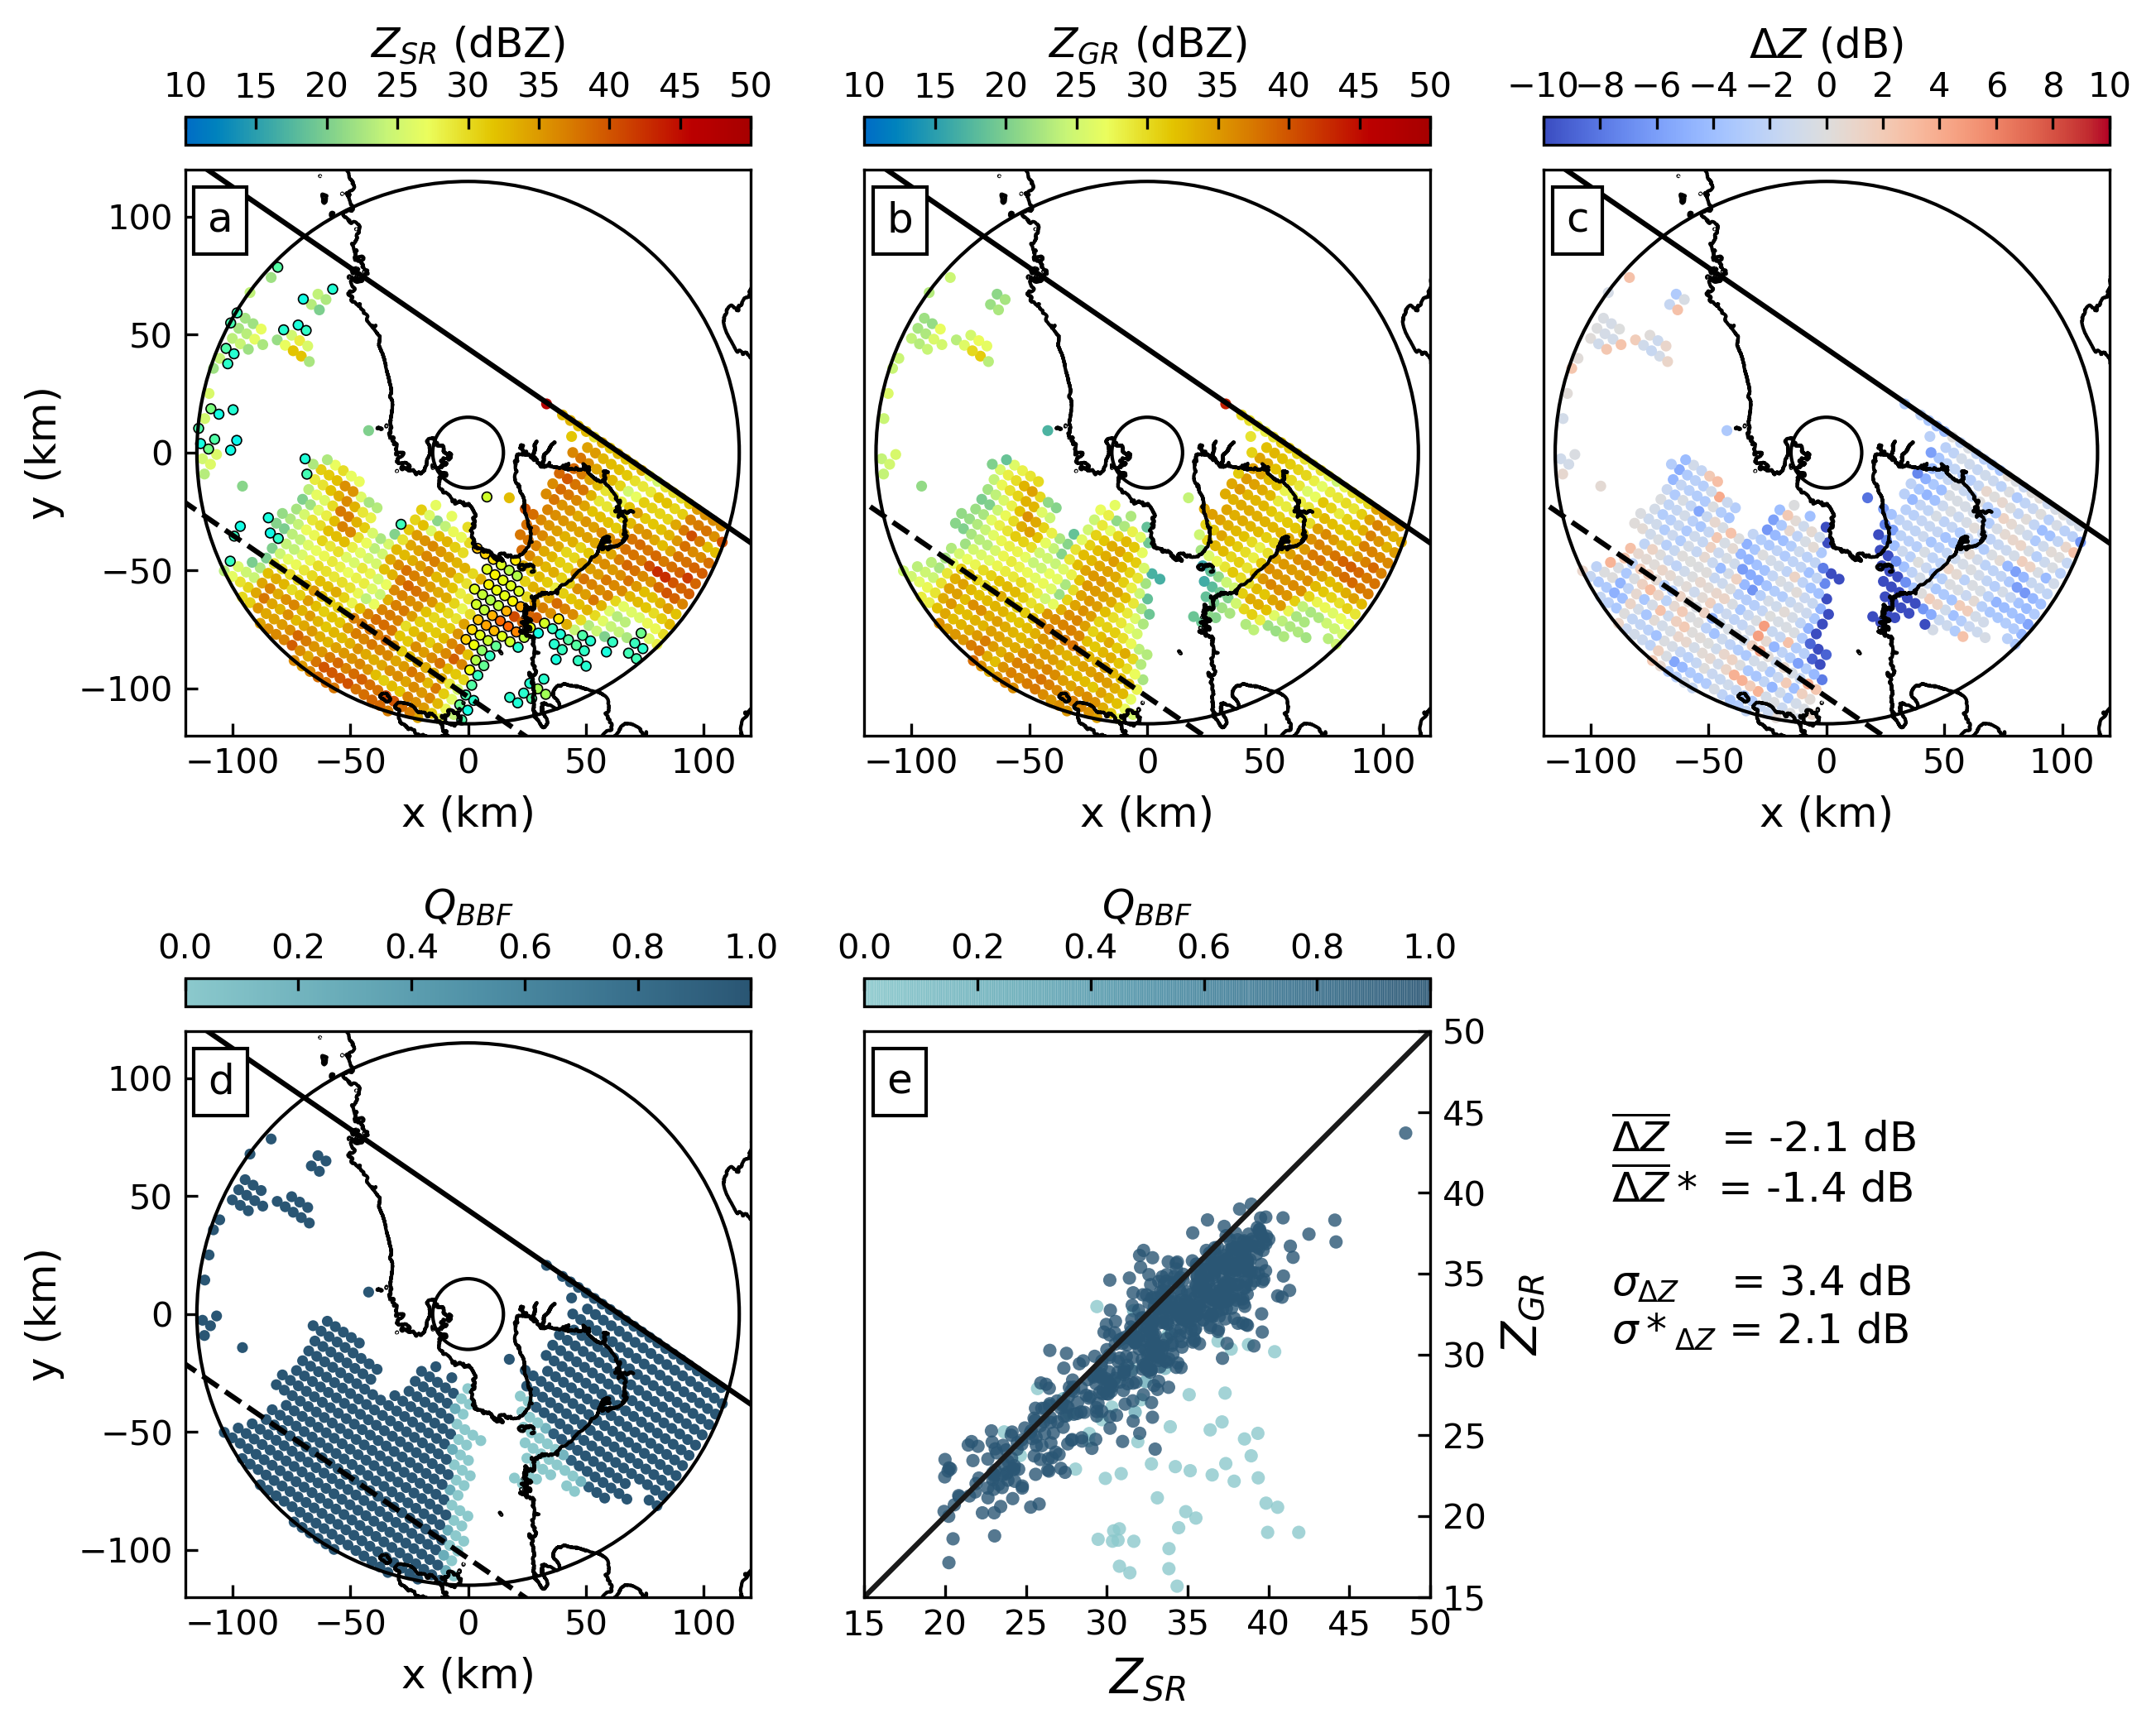 Z_SR (dBZ)
10 15 20 25 30 35 40 45 50
Z_GR (dBZ)
10 15 20 25 30 35 40 45 50
ΔZ (dB)
−10 −8 −6 −4 −2 0 2 4 6 8 10
a
100
50
0
−50
−100
y (km)
−100 −50 0 50 100
x (km)
b
−100 −50 0 50 100
x (km)
c
−100 −50 0 50 100
x (km)
Q_BBF
0.0 0.2 0.4 0.6 0.8 1.0
Q_BBF
0.0 0.2 0.4 0.6 0.8 1.0
d
100
50
0
−50
−100
y (km)
−100 −50 0 50 100
x (km)
e
50
45
40
35
30
25
20
15
Z_GR
15 20 25 30 35 40 45 50
Z_SR
\overline{ΔZ} = -2.1 dB
\overline{ΔZ}* = -1.4 dB
σ_ΔZ = 3.4 dB
σ*_ΔZ = 2.1 dB